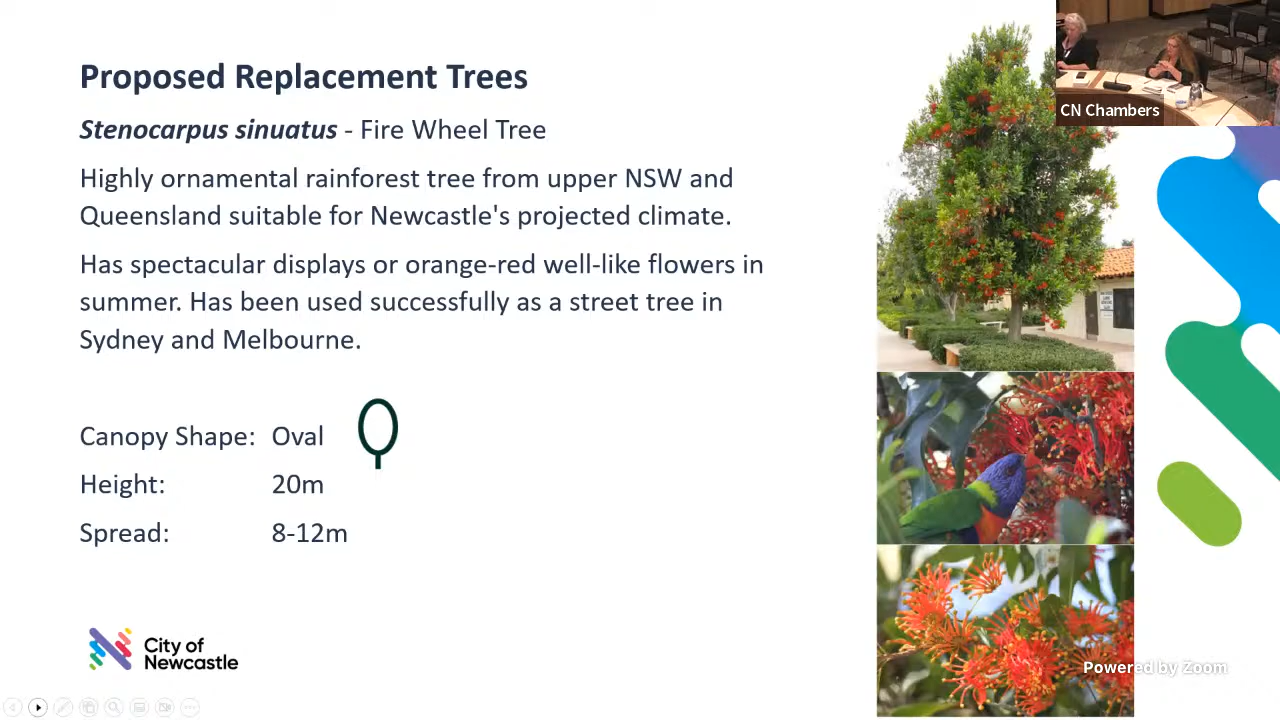 Proposed Replacement Trees
Stenocarpus sinuatus - Fire Wheel Tree
Highly ornamental rainforest tree from upper NSW and
Queensland suitable for Newcastle's projected climate.
Has spectacular displays or orange-red well-like flowers in
summer. Has been used successfully as a street tree in
Sydney and Melbourne.
Canopy Shape: Oval
Height: 20m
Spread: 8-12m
City of
Newcastle
CN Chambers
Powered by Zoom